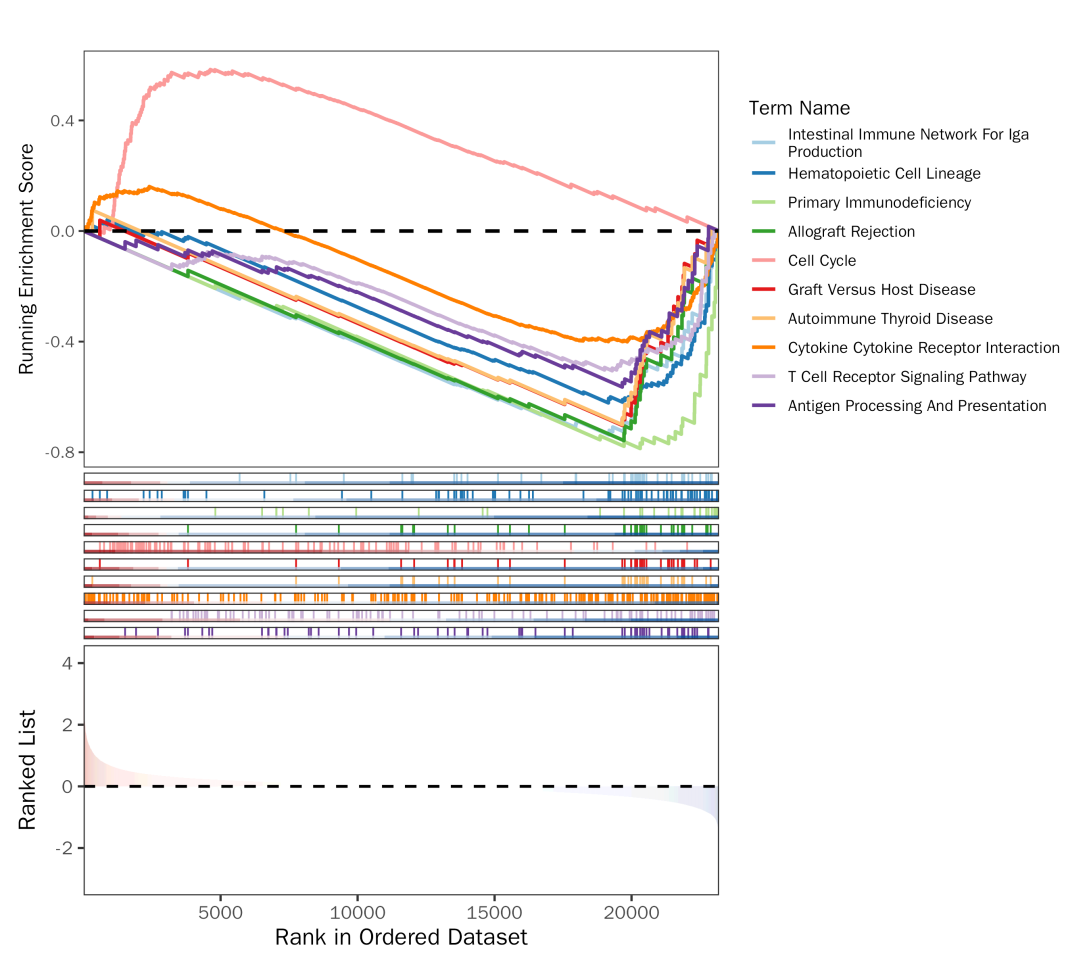 Running Enrichment Score
0.4
0.0
-0.4
-0.8
Term Name
Intestinal Immune Network For Iga
Production
Hematopoietic Cell Lineage
Primary Immunodeficiency
Allograft Rejection
Cell Cycle
Graft Versus Host Disease
Autoimmune Thyroid Disease
Cytokine Cytokine Receptor Interaction
T Cell Receptor Signaling Pathway
Antigen Processing And Presentation
Ranked List
4
2
0
-2
5000
10000
15000
20000
Rank in Ordered Dataset